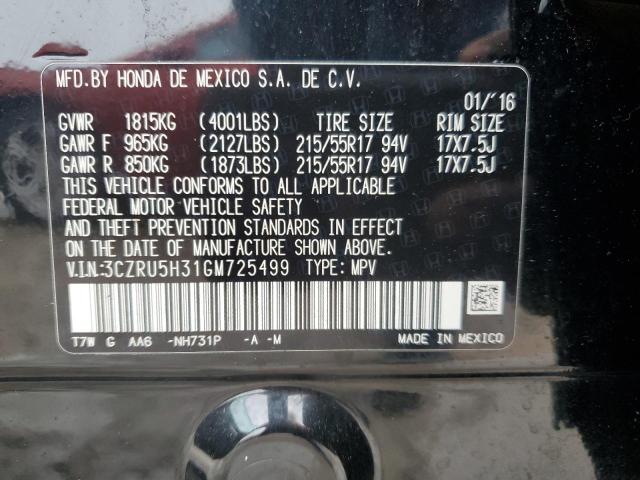 MFD.BY HONDA DE MEXICO S.A. DE C.V.
01/'16
GVWR 1815KG (4001LBS) TIRE SIZE RIM SIZE
GAWR F 965KG (2127LBS) 215/55R17 94V 17X7.5J
GAWR R 850KG (1873LBS) 215/55R17 94V 17X7.5J
THIS VEHICLE CONFORMS TO ALL APPLICABLE
FEDERAL MOTOR VEHICLE SAFETY
AND THEFT PREVENTION STANDARDS IN EFFECT
ON THE DATE OF MANUFACTURE SHOWN ABOVE.
V.I.N.:3CZRU5H31GM725499 TYPE: MPV
T7W G AA6 -NH731P -A -M
MADE IN MEXICO